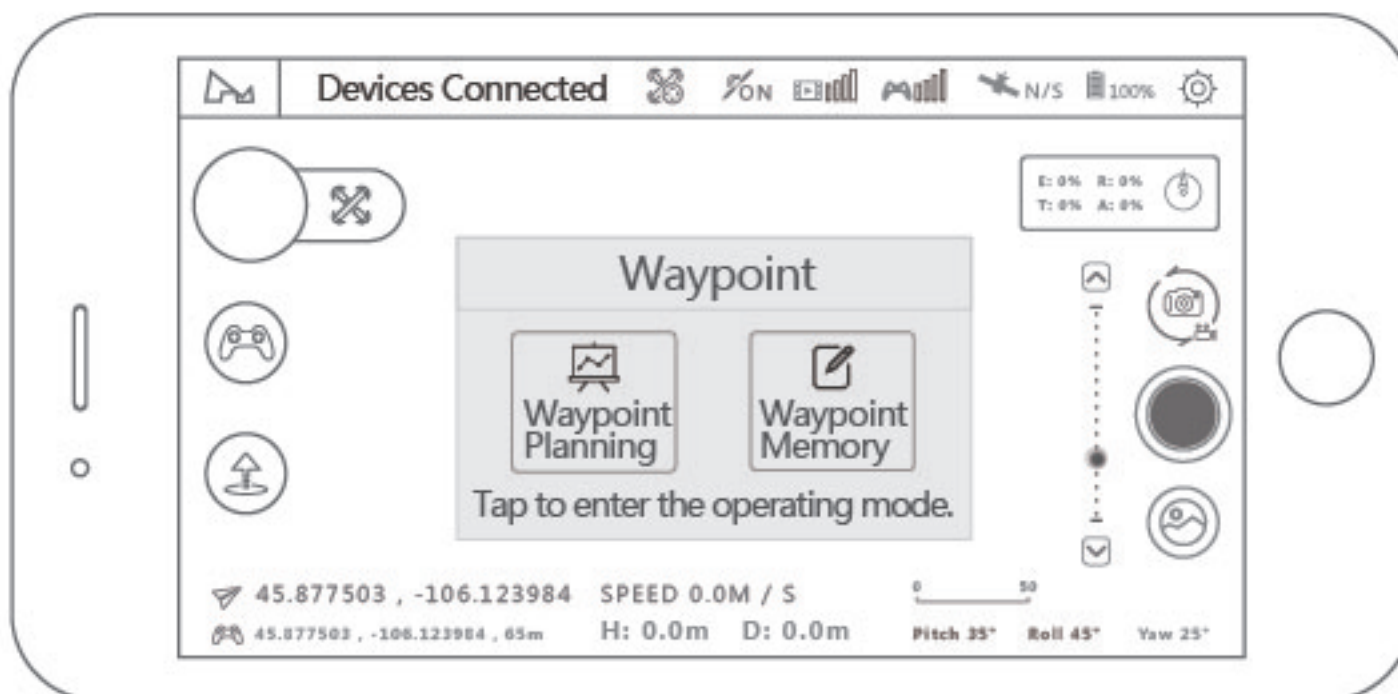 Devices Connected ON N/S 100%
E: 0% R: 0%
T: 0% A: 0%
Waypoint
Waypoint
Planning
Waypoint
Memory
Tap to enter the operating mode.
45.877503 , -106.123984 SPEED 0.0M / S
0 50
45.877503 , -106.123984 , 65m H: 0.0m D: 0.0m Pitch 35° Roll 45° Yaw 25°